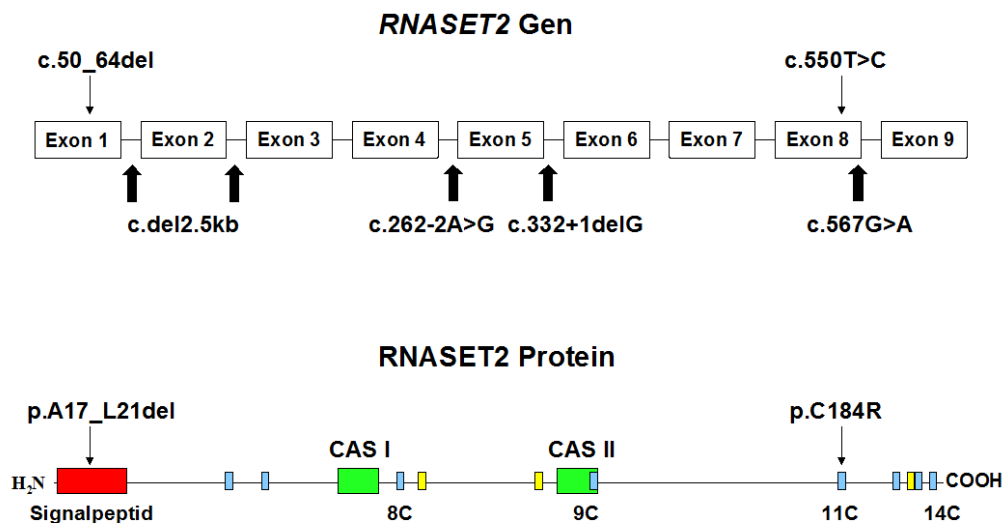 RNASET2 Gen
c.50_64del c.550T>C
Exon 1 Exon 2 Exon 3 Exon 4 Exon 5 Exon 6 Exon 7 Exon 8 Exon 9
c.del2.5kb c.262-2A>G c.332+1delG c.567G>A
RNASET2 Protein
p.A17_L21del p.C184R
CAS I CAS II
H₂N COOH
Signalpeptid 8C 9C 11C 14C